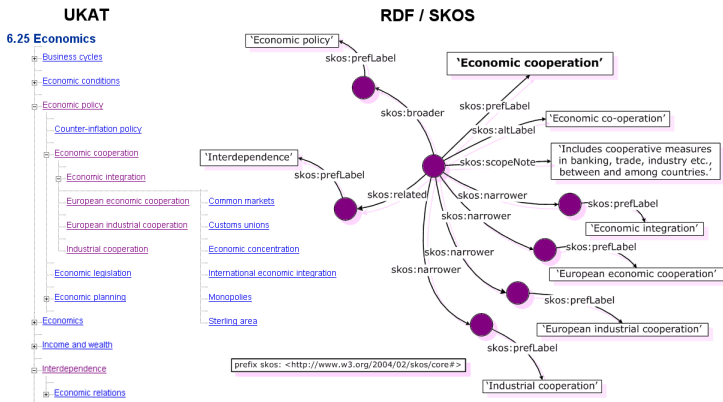 UKAT
RDF / SKOS
6.25 Economics
Business cycles
Economic conditions
Economic policy
Counter-inflation policy
Economic cooperation
Economic integration
European economic cooperation
Common markets
European industrial cooperation
Customs unions
Industrial cooperation
Economic concentration
Economic legislation
International economic integration
Economic planning
Monopolies
Economics
Sterling area
Income and wealth
Interdependence
Economic relations
'Economic policy'
skos:prefLabel
skos:broader
'Economic cooperation'
skos:prefLabel
skos:altLabel
'Economic co-operation'
skos:scopeNote
'Includes cooperative measures
in banking, trade, industry etc.,
between and among countries.'
'Interdependence'
skos:prefLabel
skos:related
skos:narrower
skos:prefLabel
'Economic integration'
skos:narrower
skos:prefLabel
'European economic cooperation'
skos:narrower
skos:prefLabel
'European industrial cooperation'
skos:narrower
skos:prefLabel
'Industrial cooperation'
prefix skos: <http://www.w3.org/2004/02/skos/core#>